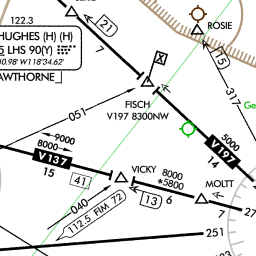 122.3
21
ROSIE
HUGHES (H) (H)
5 LHS 90(Y)
0.98' W118°34.62'
AWTHORNE
X
15
317
FISCH
V197 8300NW
051
5000
V197
14
9000
8000
V137
15
41
VICKY
8000
*5800
13
6
MOLTT
7
27
040
112.5 FIM 72
251
7